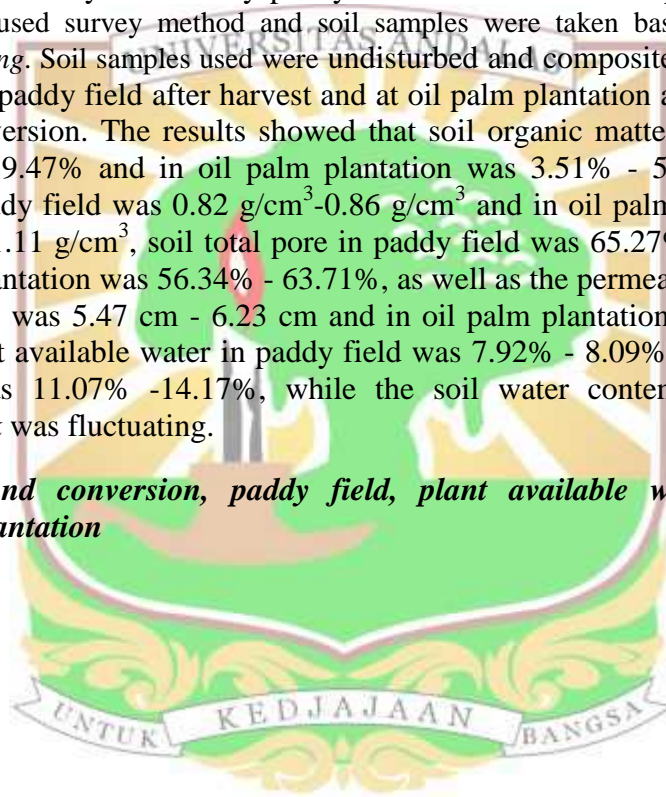 used survey method and soil samples were taken bas
ng. Soil samples used were undisturbed and composite
UNIVERSITAS ANDALAS
paddy field after harvest and at oil palm plantation a
version. The results showed that soil organic matte
9.47% and in oil palm plantation was 3.51% - 5
dy field was 0.82 g/cm³-0.86 g/cm³ and in oil palm
.11 g/cm³, soil total pore in paddy field was 65.27%
antation was 56.34% - 63.71%, as well as the permea
was 5.47 cm - 6.23 cm and in oil palm plantation
t available water in paddy field was 7.92% - 8.09%
as 11.07% -14.17%, while the soil water conten
t was fluctuating.
nd conversion, paddy field, plant available w
antation
UNTUK KEDJAJAAN BANGSA